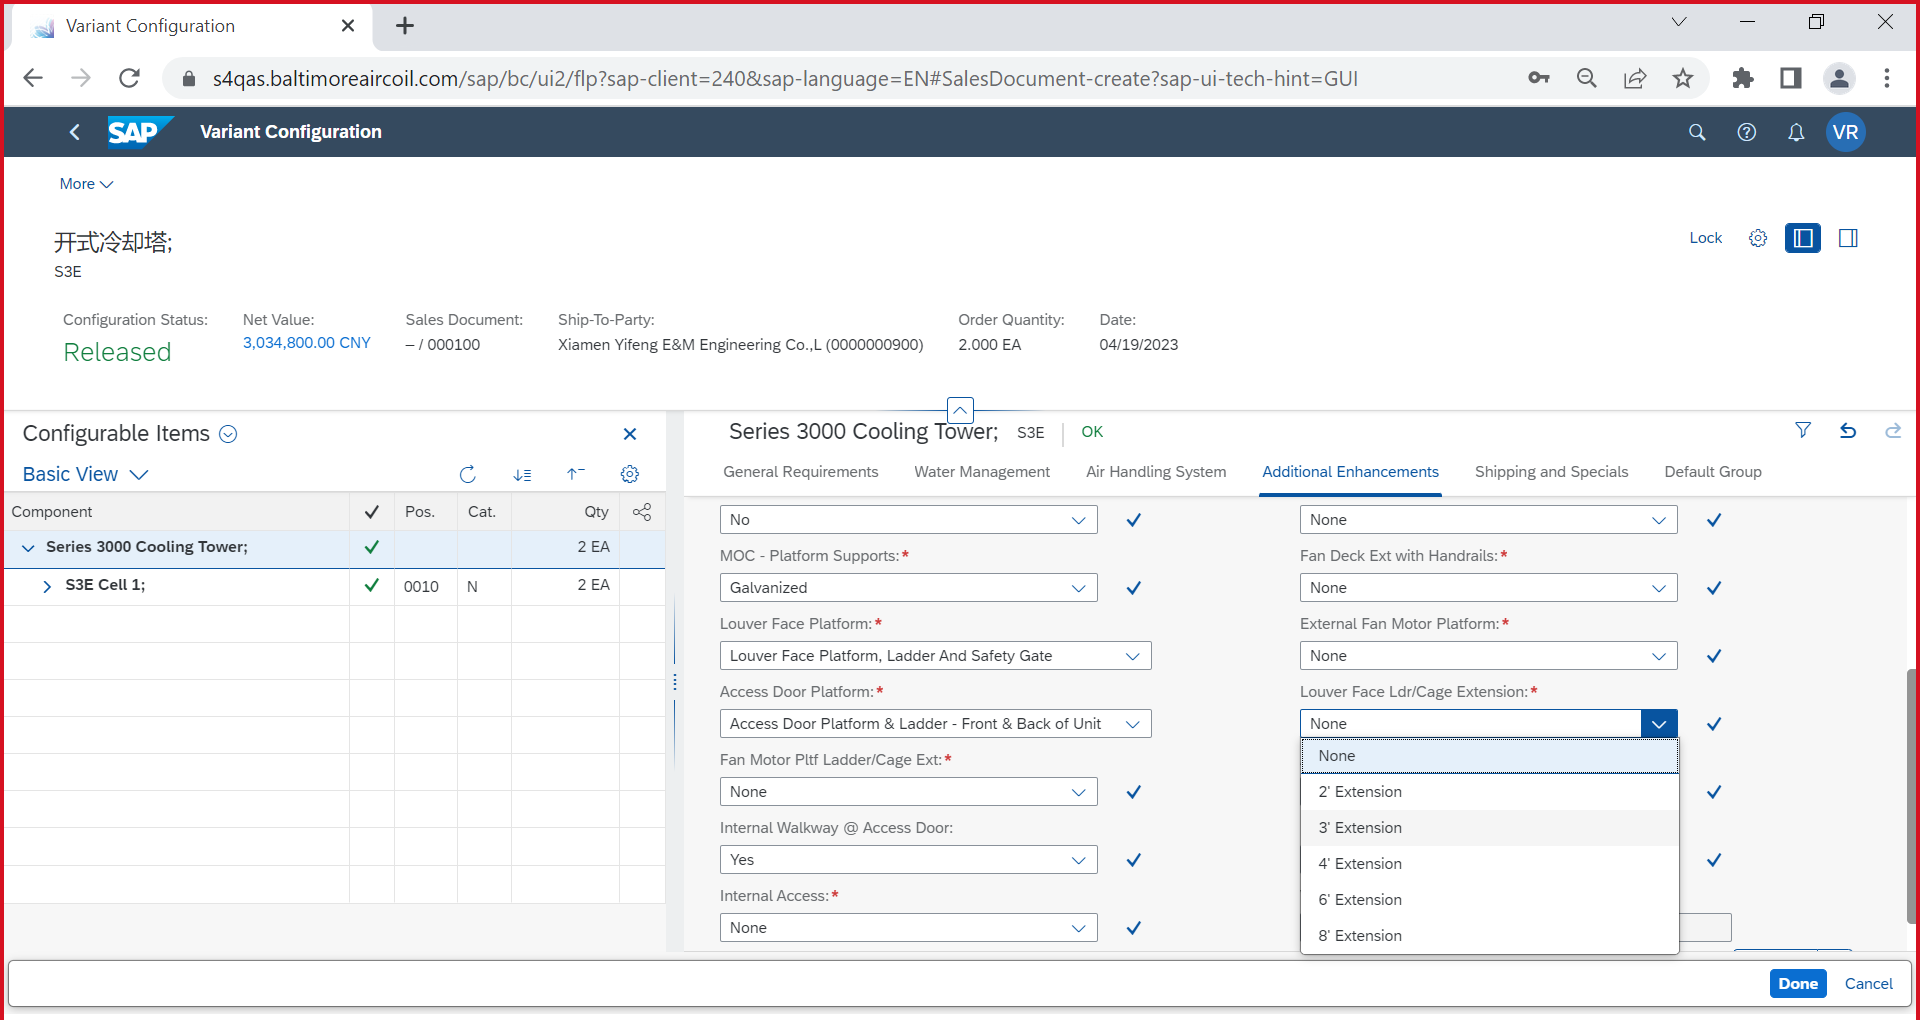 Variant Configuration
s4qas.baltimoreaircoil.com/sap/bc/ui2/flp?sap-client=240&sap-language=EN#SalesDocument-create?sap-ui-tech-hint=GUI
SAP Variant Configuration VR
More
开式冷却塔;
S3E
Lock
Configuration Status: Net Value: Sales Document: Ship-To-Party: Order Quantity: Date:
Released 3,034,800.00 CNY – / 000100 Xiamen Yifeng E&M Engineering Co.,L (0000000900) 2.000 EA 04/19/2023
Configurable Items
Basic View
Component Pos. Cat. Qty
Series 3000 Cooling Tower; 2 EA
S3E Cell 1; 0010 N 2 EA
Series 3000 Cooling Tower; S3E OK
General Requirements Water Management Air Handling System Additional Enhancements Shipping and Specials Default Group
No
MOC - Platform Supports:*
Galvanized
Louver Face Platform:*
Louver Face Platform, Ladder And Safety Gate
Access Door Platform:*
Access Door Platform & Ladder - Front & Back of Unit
Fan Motor Pltf Ladder/Cage Ext:*
None
Internal Walkway @ Access Door:
Yes
Internal Access:*
None
None
Fan Deck Ext with Handrails:*
None
External Fan Motor Platform:*
None
Louver Face Ldr/Cage Extension:*
None
None
2' Extension
3' Extension
4' Extension
6' Extension
8' Extension
Done Cancel